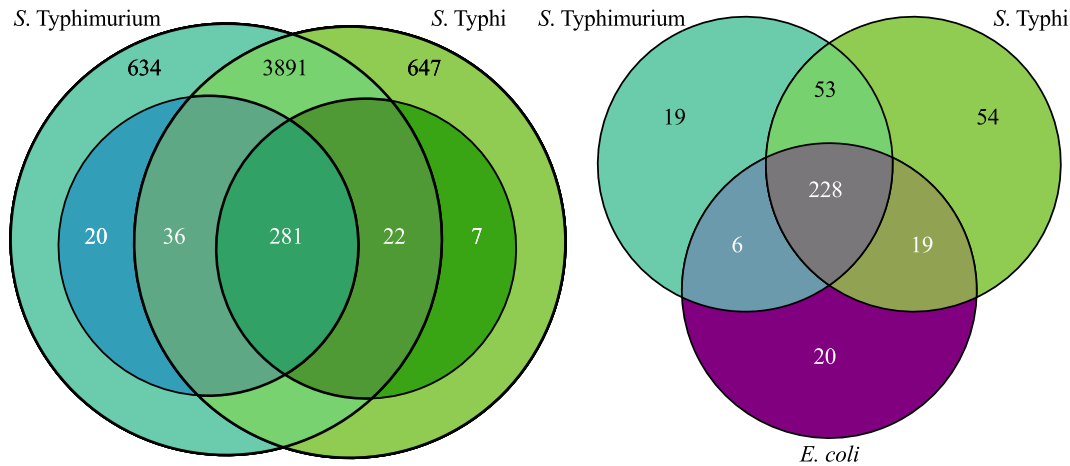 S. Typhimurium S. Typhi
634 3891 647
20 36 281 22 7
S. Typhimurium S. Typhi
53
19 54
228
6 19
20
E. coli